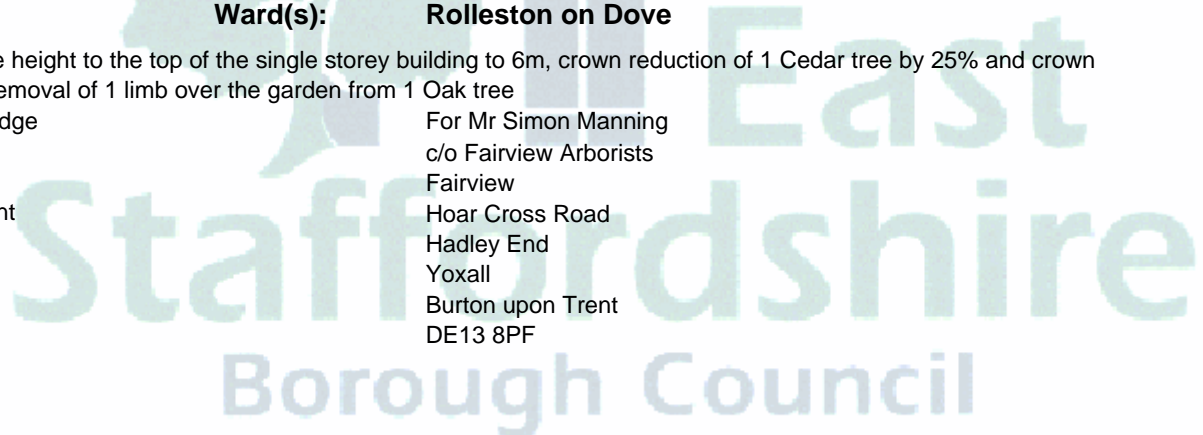 Ward(s): Rolleston on Dove
e height to the top of the single storey building to 6m, crown reduction of 1 Cedar tree by 25% and crown
emoval of 1 limb over the garden from 1 Oak tree
dge For Mr Simon Manning
c/o Fairview Arborists
Fairview
nt Hoar Cross Road
Hadley End
Yoxall
Burton upon Trent
DE13 8PF
East
Staffordshire
Borough Council